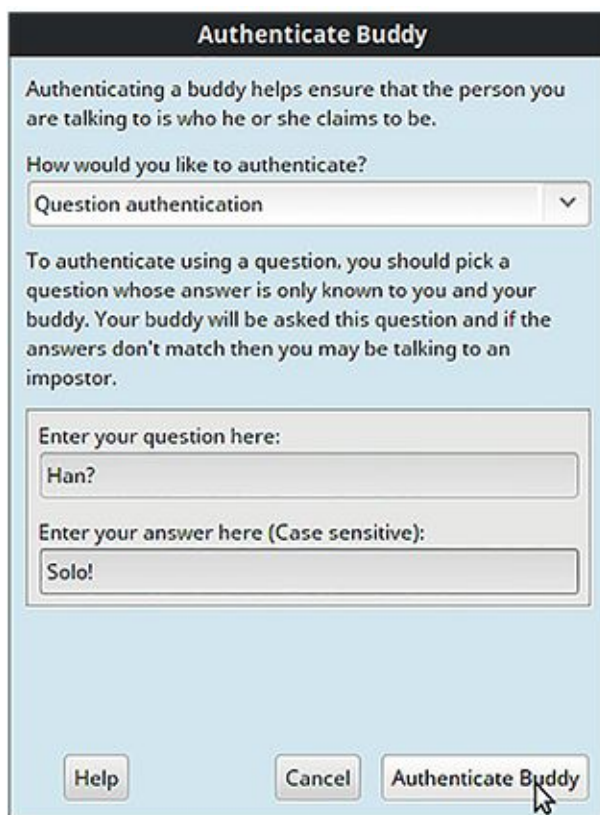 Authenticate Buddy
Authenticating a buddy helps ensure that the person you
are talking to is who he or she claims to be.
How would you like to authenticate?
Question authentication
To authenticate using a question, you should pick a
question whose answer is only known to you and your
buddy. Your buddy will be asked this question and if the
answers don't match then you may be talking to an
impostor.
Enter your question here:
Han?
Enter your answer here (Case sensitive):
Solo!
Help
Cancel
Authenticate Buddy